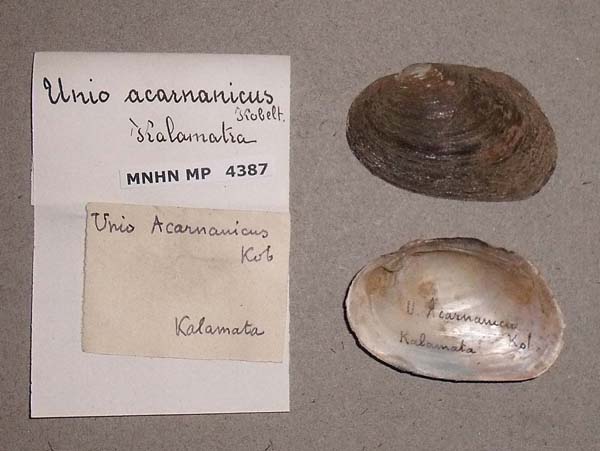 Unio acarnanicus
Kobelt.
Kalamata
MNHN MP 4387
Unio Acarnanicus
Kob
Kalamata
U. Acarnanicus
Kob.
Kalamata